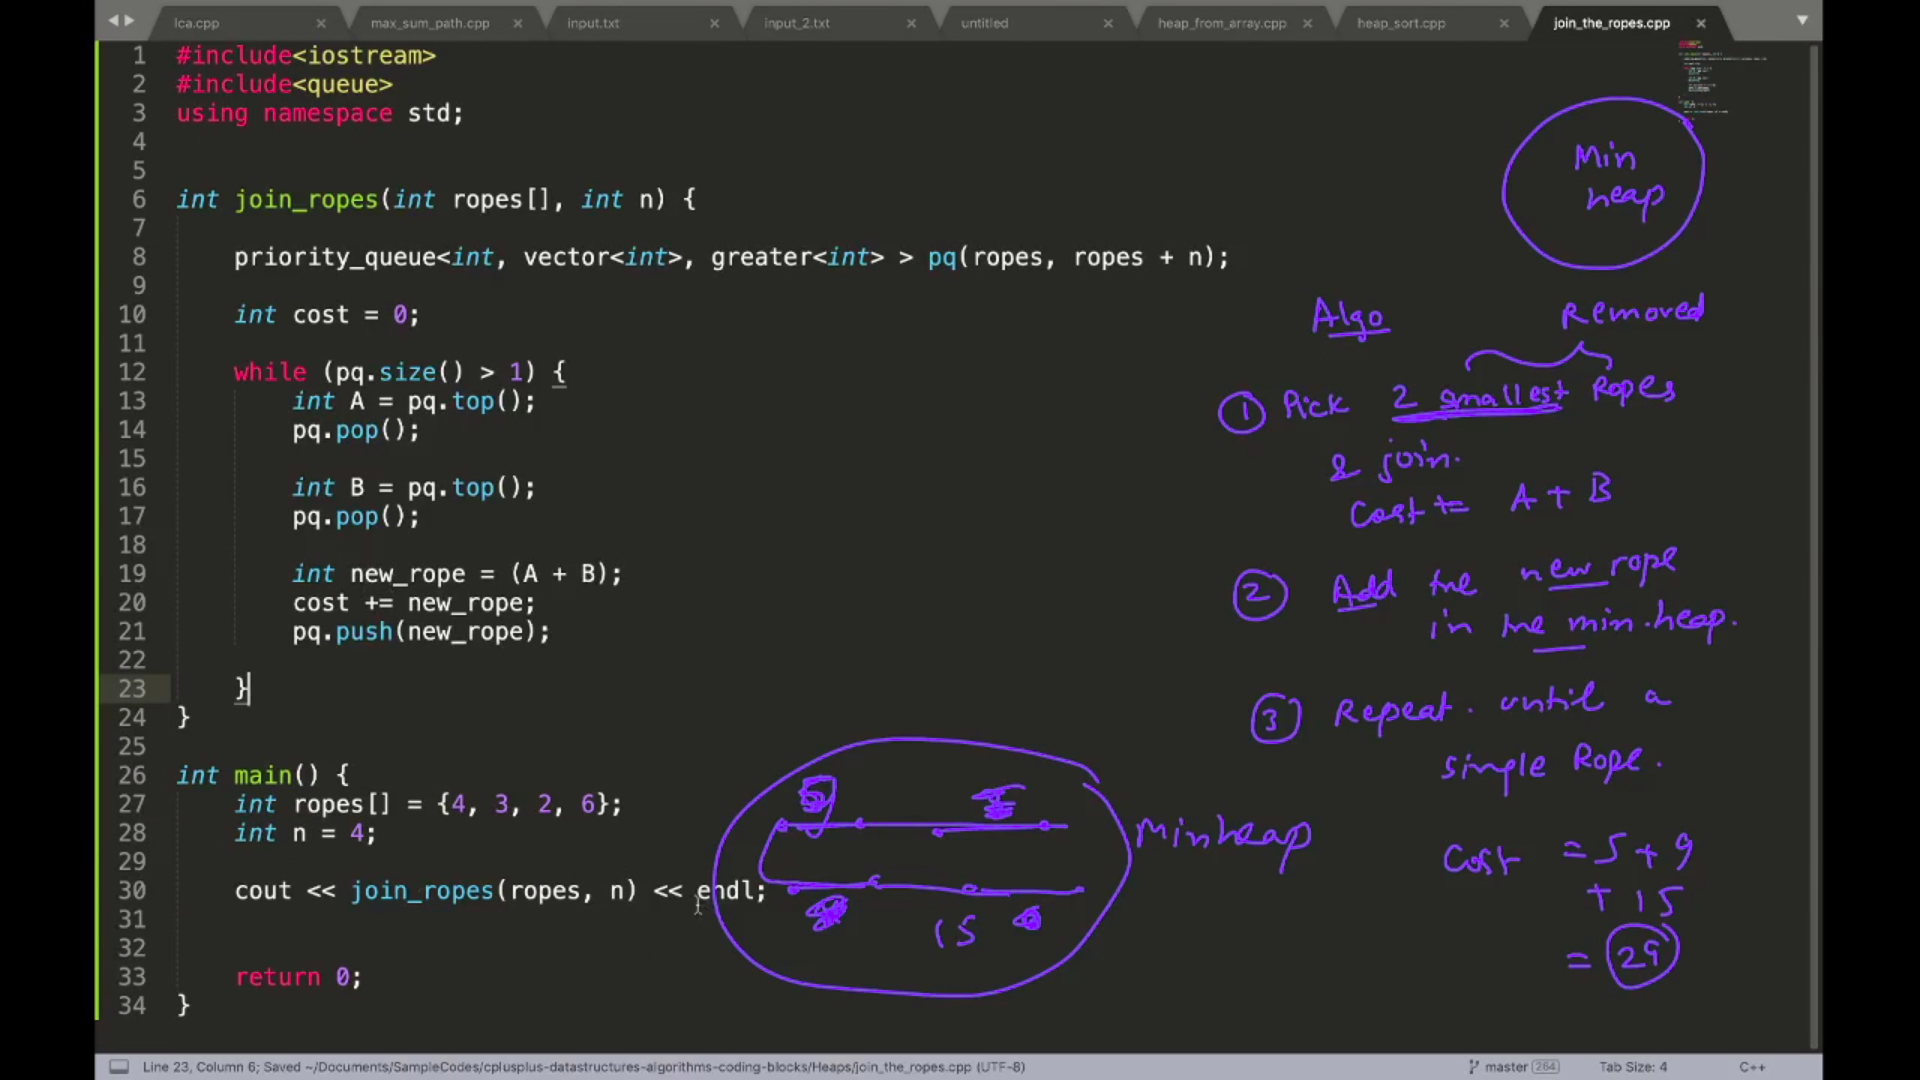 lca.cpp
max_sum_path.cpp
input.txt
input_2.txt
untitled
heap_from_array.cpp
heap_sort.cpp
join_the_ropes.cpp
1 #include<iostream>
2 #include<queue>
3 using namespace std;
4
5
6 int join_ropes(int ropes[], int n) {
7
8 priority_queue<int, vector<int>, greater<int> > pq(ropes, ropes + n);
9
10 int cost = 0;
11
12 while (pq.size() > 1) {
13 int A = pq.top();
14 pq.pop();
15
16 int B = pq.top();
17 pq.pop();
18
19 int new_rope = (A + B);
20 cost += new_rope;
21 pq.push(new_rope);
22
23 }
24 }
25
26 int main() {
27 int ropes[] = {4, 3, 2, 6};
28 int n = 4;
29
30 cout << join_ropes(ropes, n) << endl;
31
32
33 return 0;
34 }
Min
heap
Algo
Removed
1 Pick 2 smallest Ropes
& join.
Cost += A + B
2 Add the new rope
in the min.heap.
3 Repeat. until a
single Rope.
Minheap
15
Cost = 5 + 9
+ 15
= 29
Line 23, Column 6; Saved ~/Documents/SampleCodes/cplusplus-datastructures-algorithms-coding-blocks/Heaps/join_the_ropes.cpp (UTF-8)
master 264
Tab Size: 4
C++